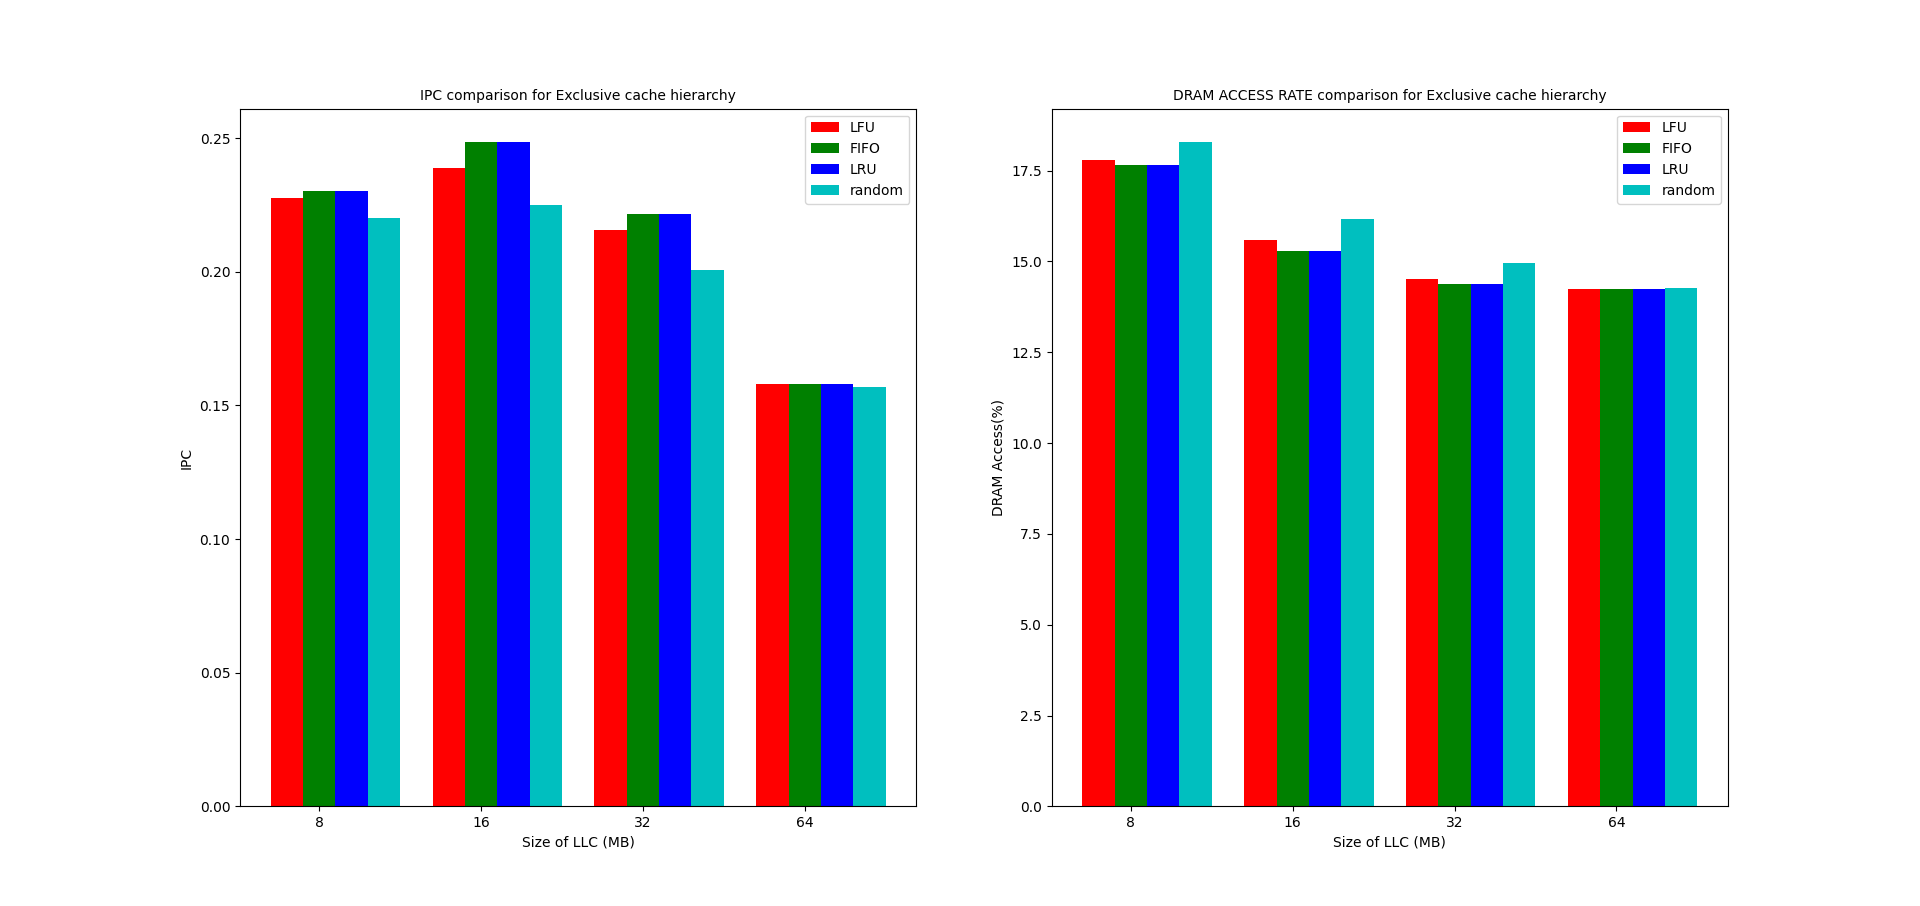 IPC comparison for Exclusive cache hierarchy
0.25
0.20
0.15
0.10
0.05
0.00
IPC
8 16 32 64
Size of LLC (MB)
LFU
FIFO
LRU
random
DRAM ACCESS RATE comparison for Exclusive cache hierarchy
17.5
15.0
12.5
10.0
7.5
5.0
2.5
0.0
DRAM Access(%)
8 16 32 64
Size of LLC (MB)
LFU
FIFO
LRU
random